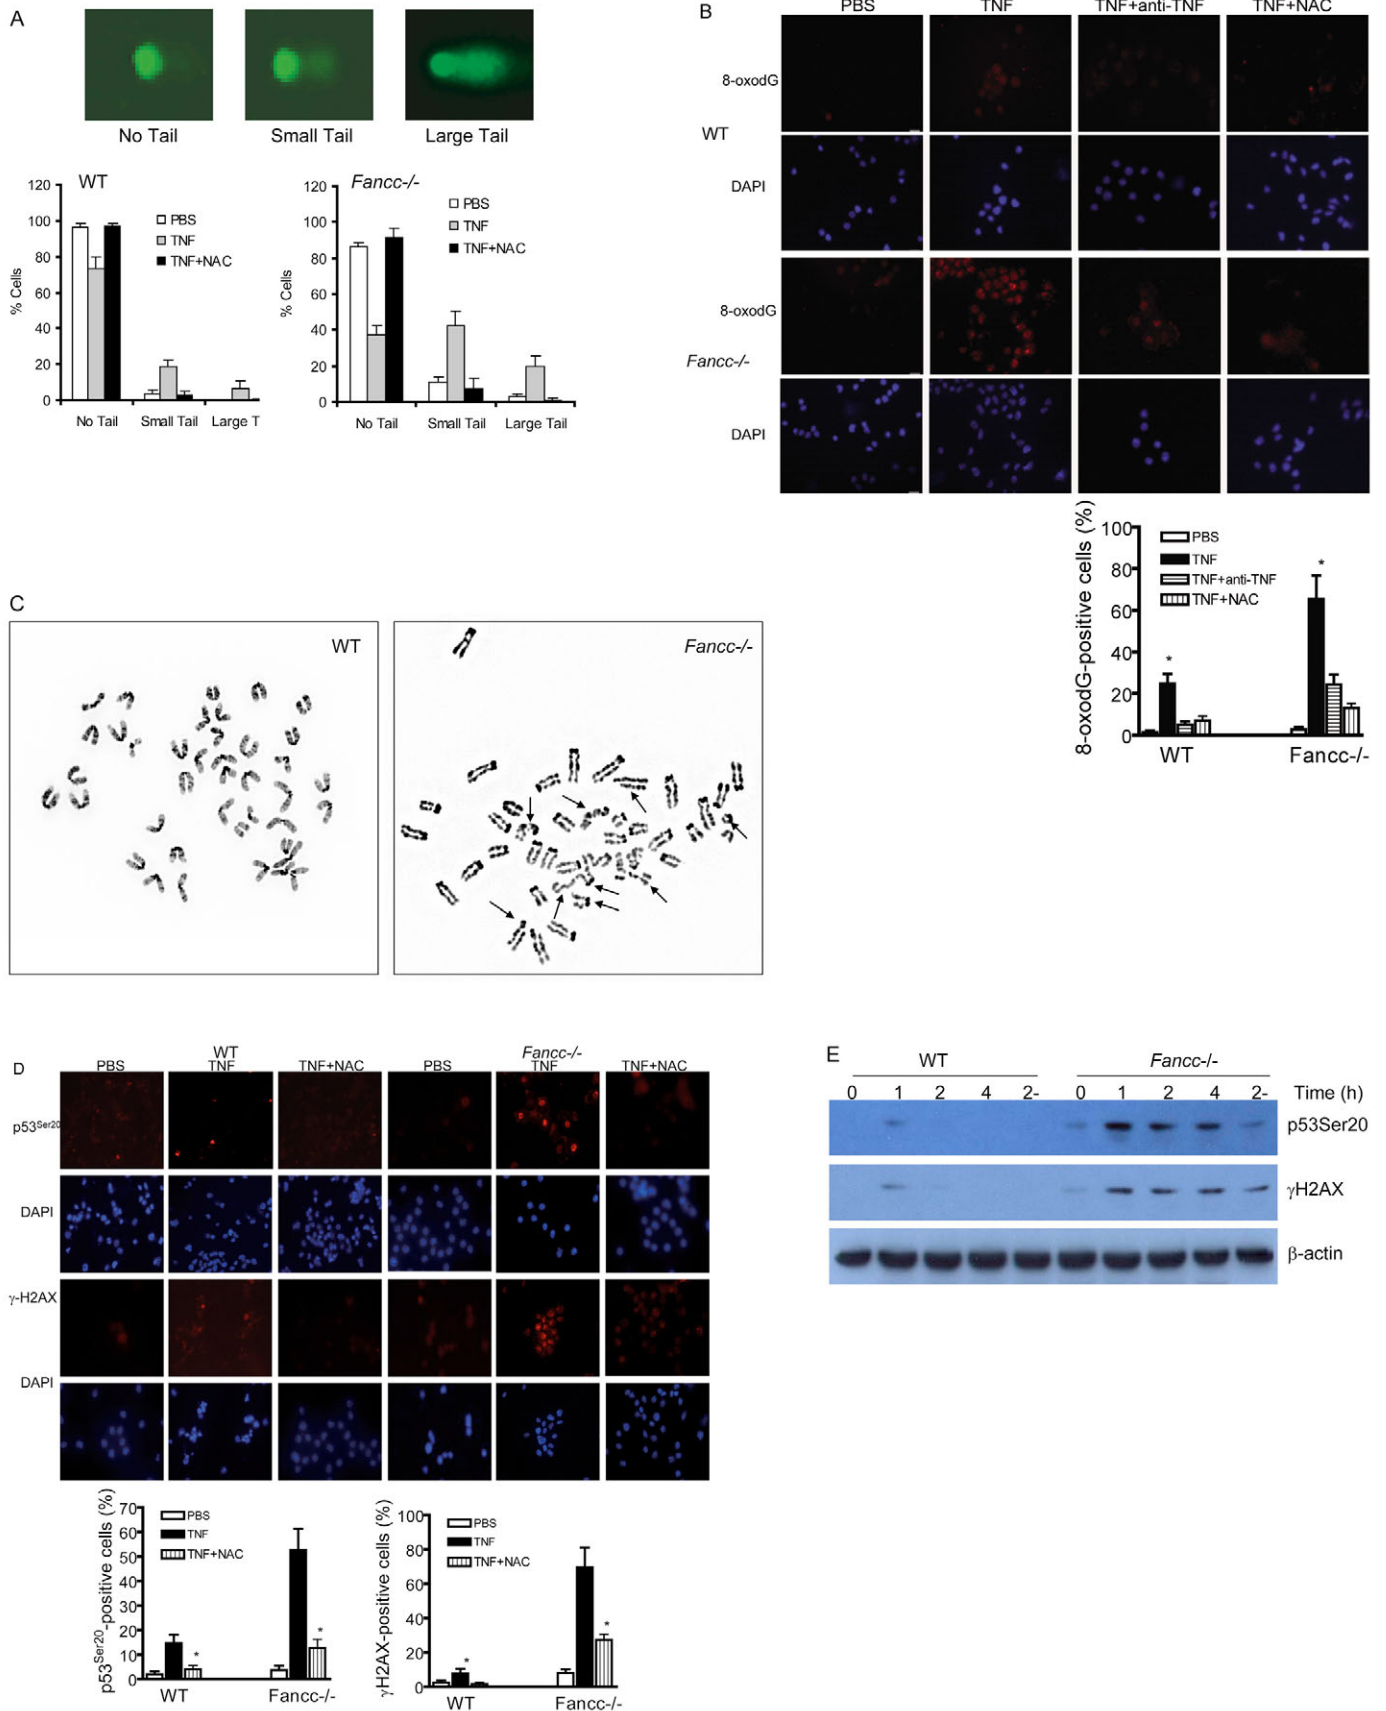 A
No Tail
Small Tail
Large Tail
WT
120
100
80
60
40
20
0
% Cells
PBS
TNF
TNF+NAC
No Tail
Small Tail
Large T
Fancc-/-
120
100
80
60
40
20
0
% Cells
PBS
TNF
TNF+NAC
No Tail
Small Tail
Large Tail
B
PBS
TNF
TNF+anti-TNF
TNF+NAC
8-oxodG
WT
DAPI
8-oxodG
Fancc-/-
DAPI
8-oxodG-positive cells (%)
100
80
60
40
20
0
PBS
TNF
TNF+anti-TNF
TNF+NAC
*
*
WT
Fancc-/-
C
WT
Fancc-/-
D
WT
Fancc-/-
PBS
TNF
TNF+NAC
PBS
TNF
TNF+NAC
p53Ser20
DAPI
γ-H2AX
DAPI
p53Ser20-positive cells (%)
70
60
50
40
30
20
10
0
PBS
TNF
TNF+NAC
*
*
WT
Fancc-/-
γH2AX-positive cells (%)
100
80
60
40
20
0
PBS
TNF
TNF+NAC
*
*
WT
Fancc-/-
E
WT
Fancc-/-
0 1 2 4 2- 0 1 2 4 2- Time (h)
p53Ser20
γH2AX
β-actin